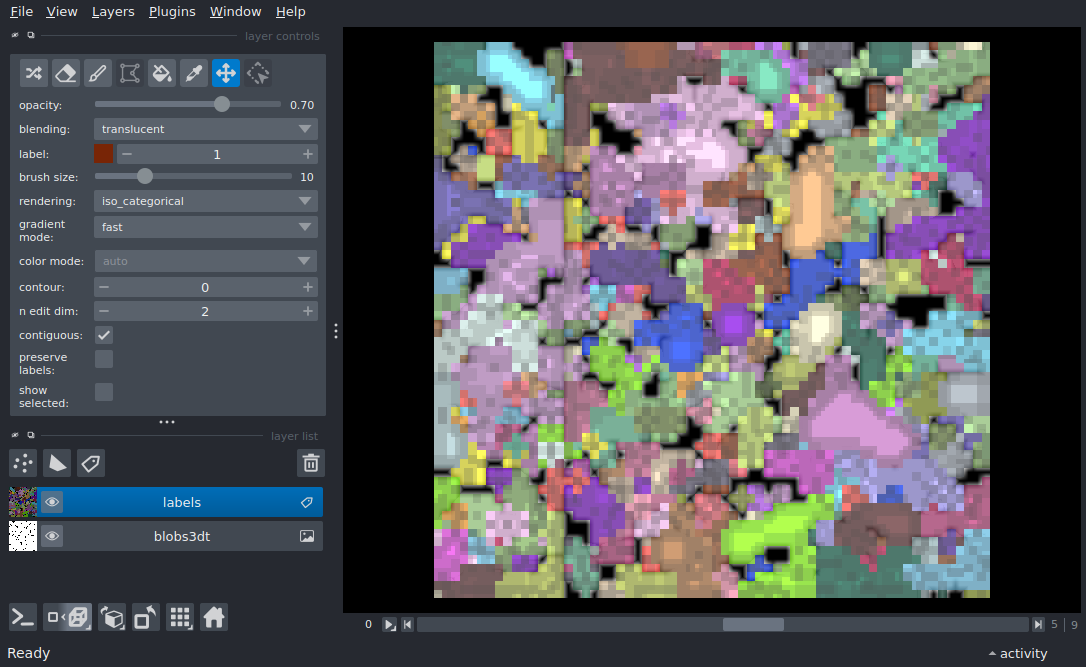 File View Layers Plugins Window Help
layer controls
opacity: 0.70
blending: translucent
label: 1
brush size: 10
rendering: iso_categorical
gradient
mode: fast
color mode: auto
contour: 0
n edit dim: 2
contiguous:
preserve
labels:
show
selected:
layer list
labels
blobs3dt
0 5 | 9
Ready activity